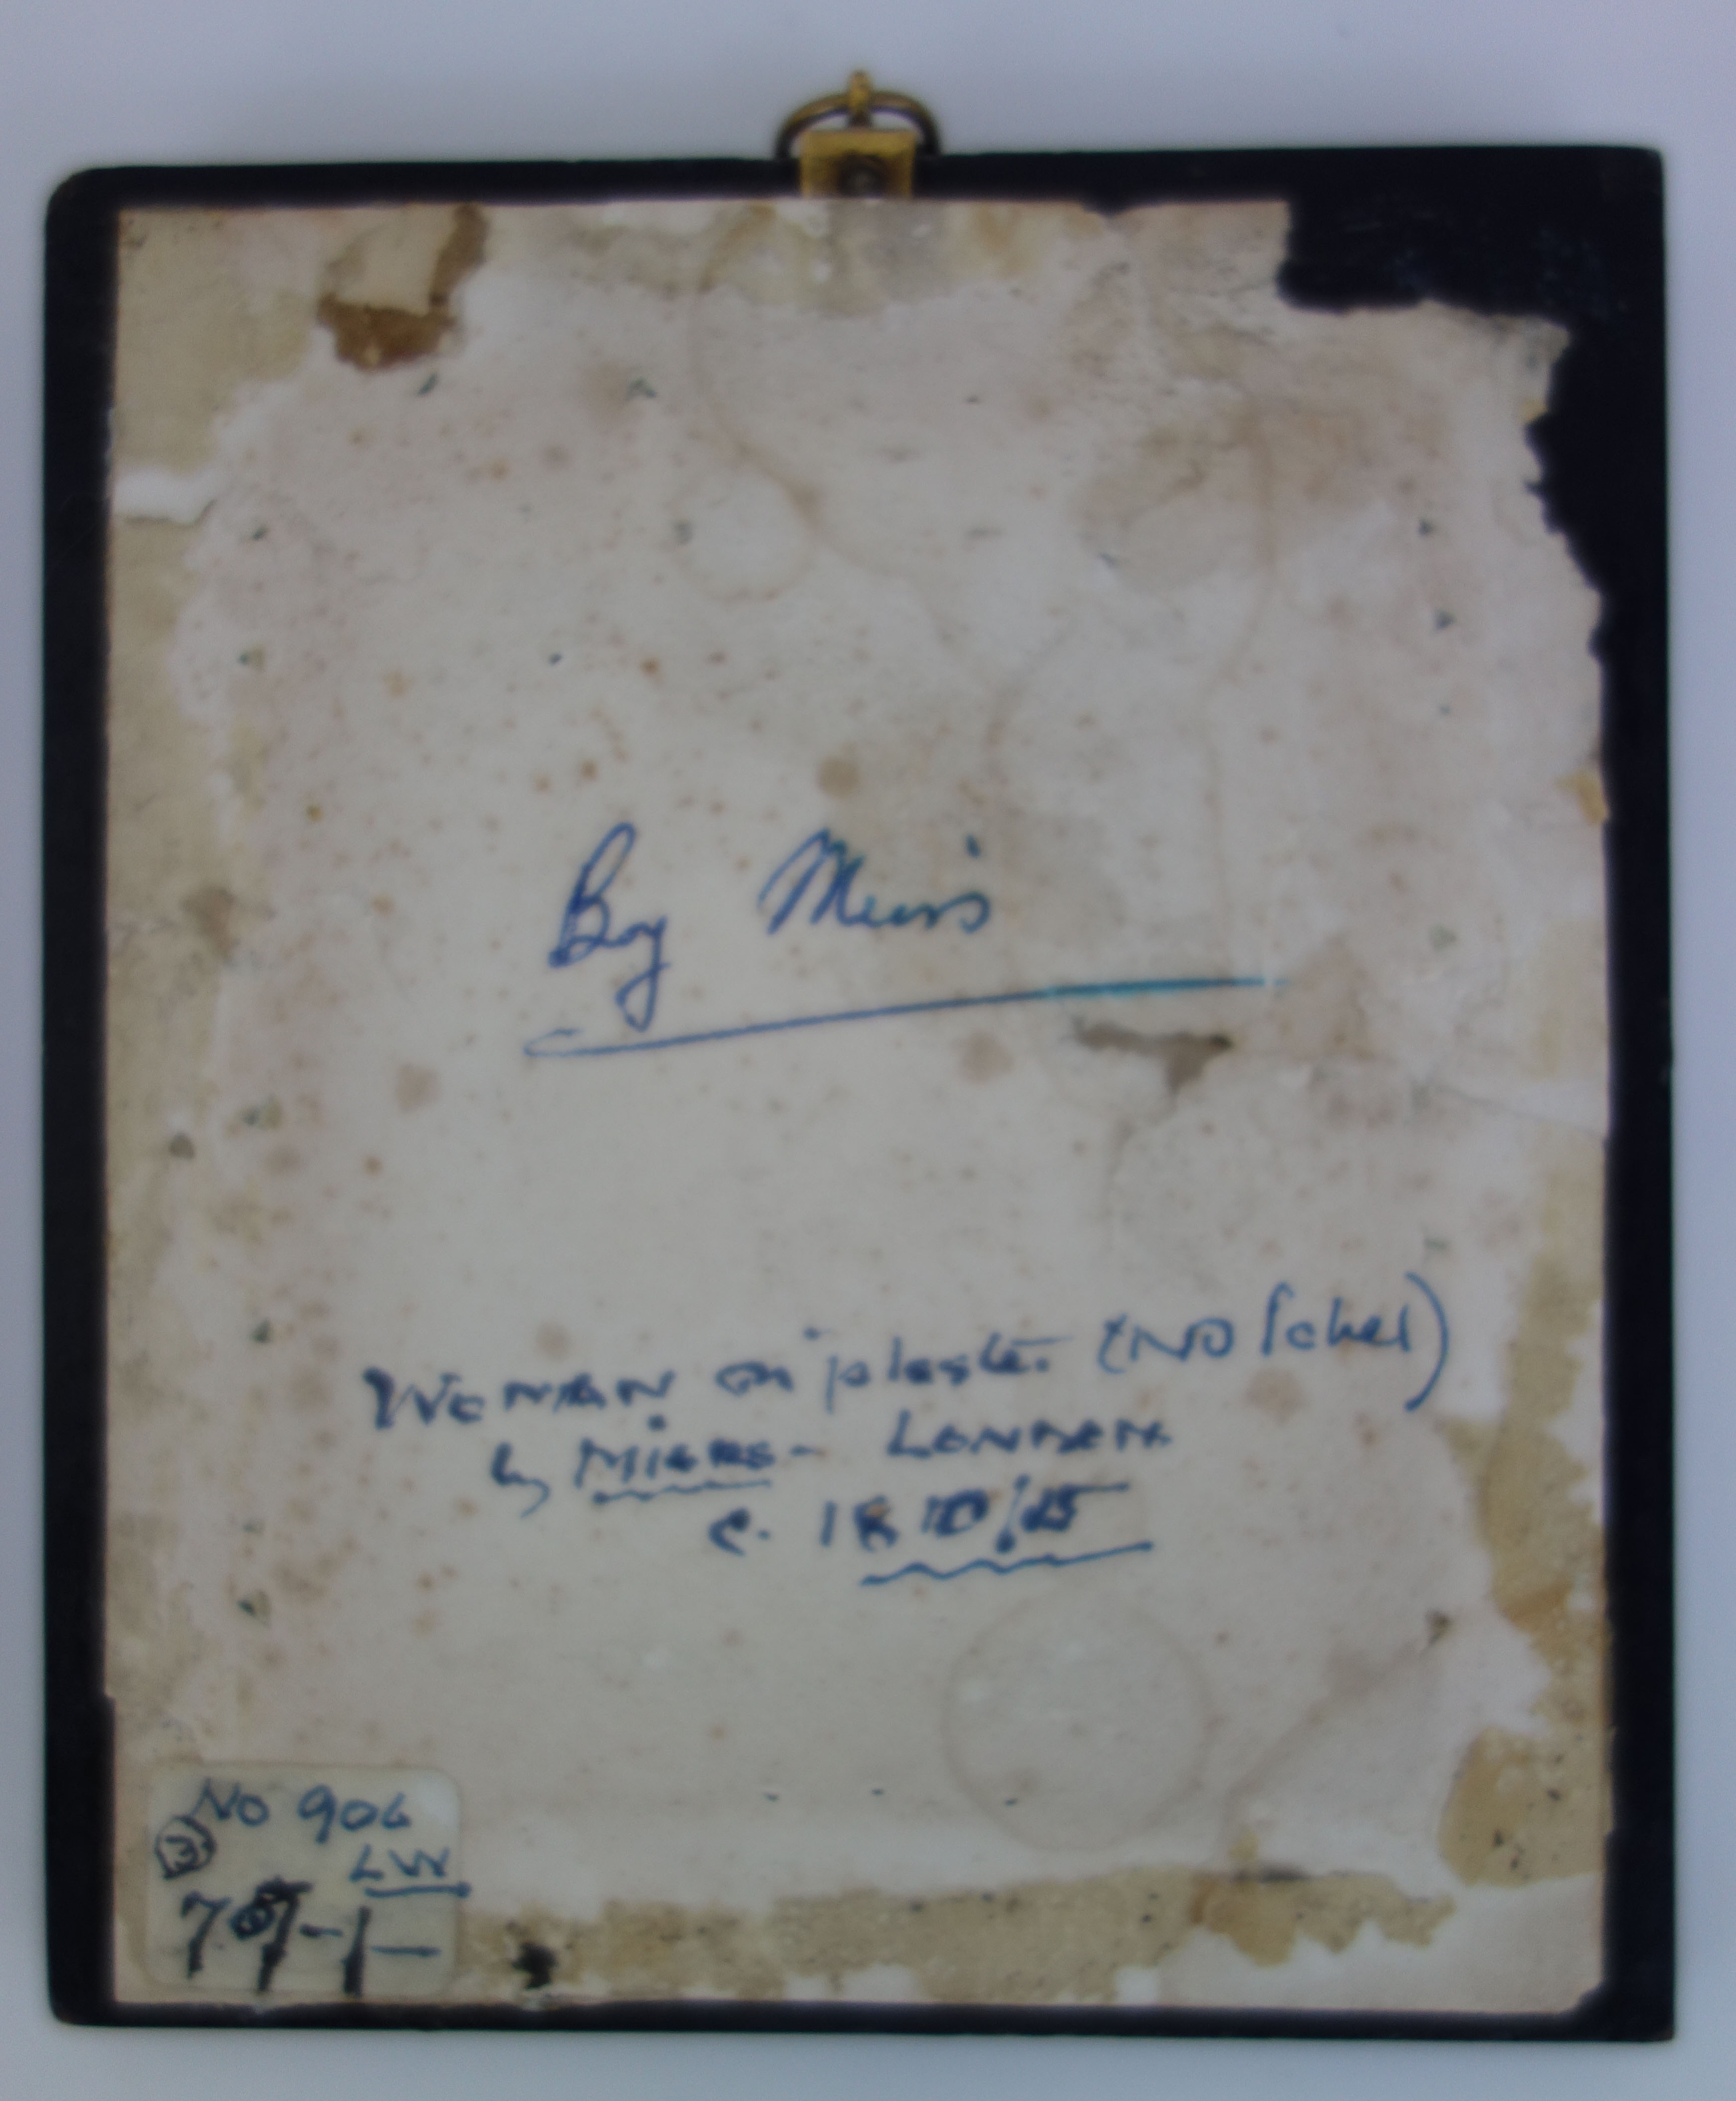 By Miers
WOMAN on plaster (NO label)
by MIERS - LONDON
c. 1810/15
No 906
LW